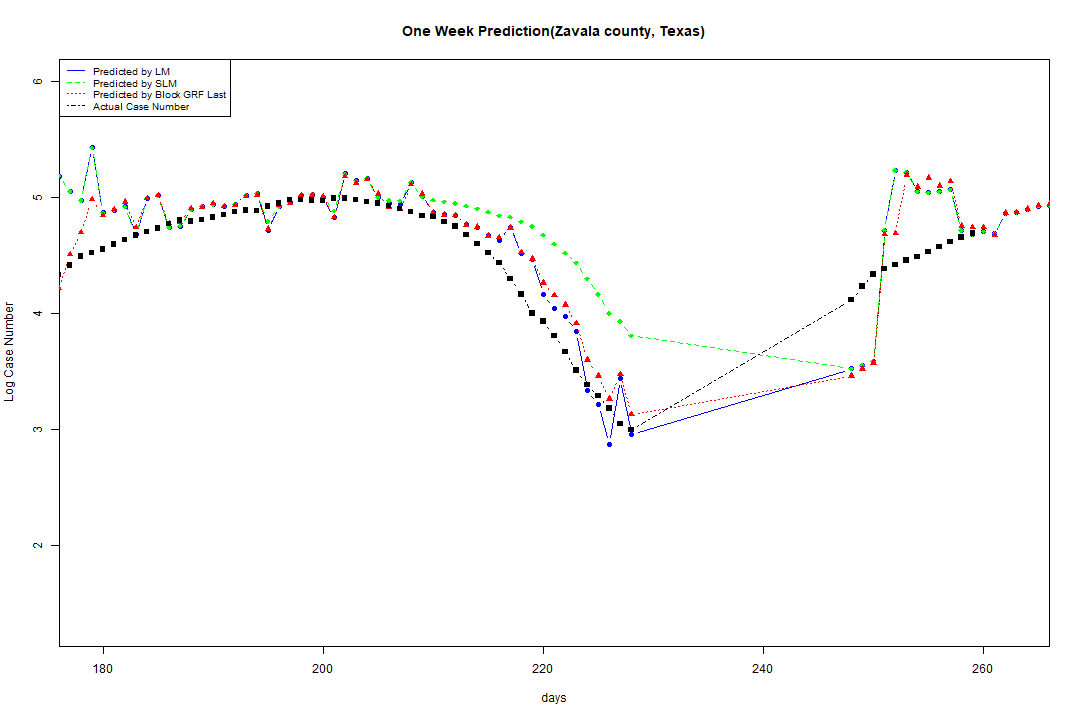 One Week Prediction(Zavala county, Texas)
Predicted by LM
Predicted by SLM
Predicted by Block GRF Last
Actual Case Number
6
5
4
3
2
Log Case Number
180 200 220 240 260
days